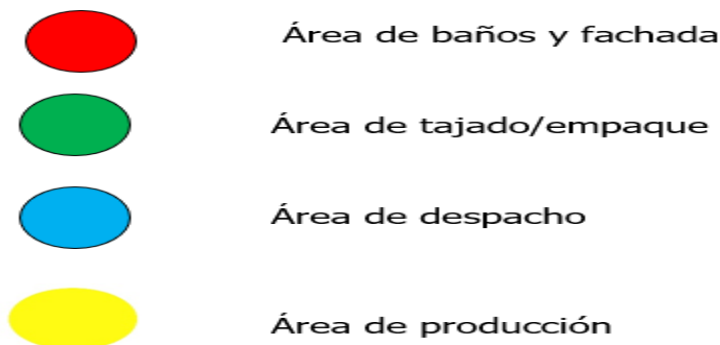 Área de baños y fachada
Área de tajado/empaque
Área de despacho
Área de producción